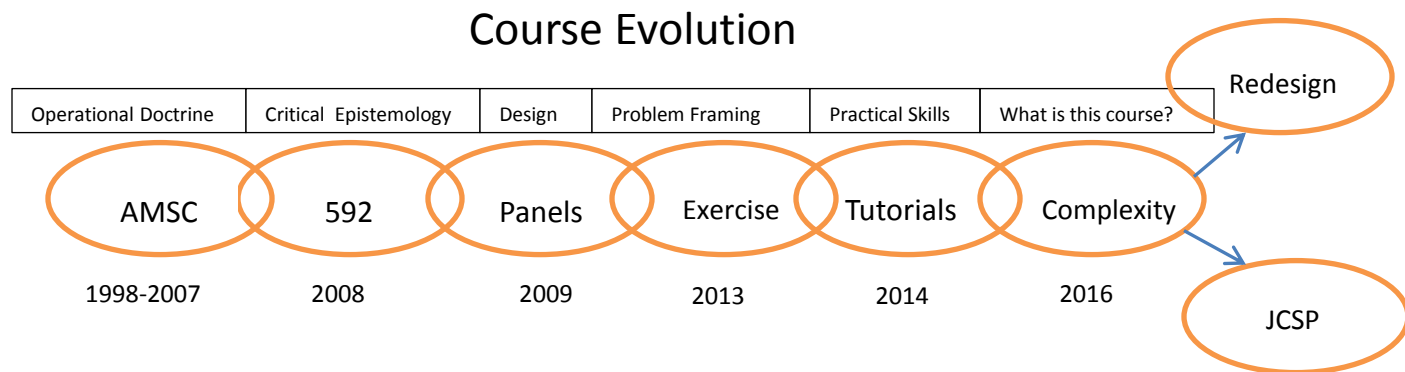 Course Evolution
Redesign
Operational Doctrine
Critical Epistemology
Design
Problem Framing
Practical Skills
What is this course?
AMSC
592
Panels
Exercise
Tutorials
Complexity
1998-2007
2008
2009
2013
2014
2016
JCSP